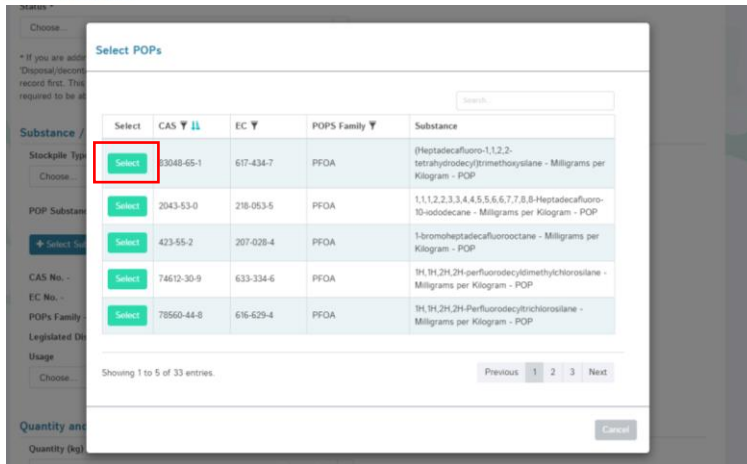 Status *
Choose...
* If you are addin
'Disposal/deconta
record first. This
required to be ab
Substance /
Stockpile Type
Choose...
POP Substan
+ Select Sub
CAS No. -
EC No. -
POPs Family -
Legislated Dis
Usage
Choose...
Quantity and
Quantity (kg)
Select POPs
Search...
Select CAS EC POPS Family Substance
Select 83048-65-1 617-434-7 PFOA (Heptadecafluoro-1,1,2,2-
tetrahydrodecyl)trimethoxysilane - Milligrams per
Kilogram - POP
Select 2043-53-0 218-053-5 PFOA 1,1,1,2,2,3,3,4,4,5,5,6,6,7,7,8,8-Heptadecafluoro-
10-iododecane - Milligrams per Kilogram - POP
Select 423-55-2 207-028-4 PFOA 1-bromoheptadecafluorooctane - Milligrams per
Kilogram - POP
Select 74612-30-9 633-334-6 PFOA 1H,1H,2H,2H-perfluorodecyldimethylchlorosilane -
Milligrams per Kilogram - POP
Select 78560-44-8 616-629-4 PFOA 1H,1H,2H,2H-Perfluorodecyltrichlorosilane -
Milligrams per Kilogram - POP
Showing 1 to 5 of 33 entries.
Previous 1 2 3 Next
Cancel